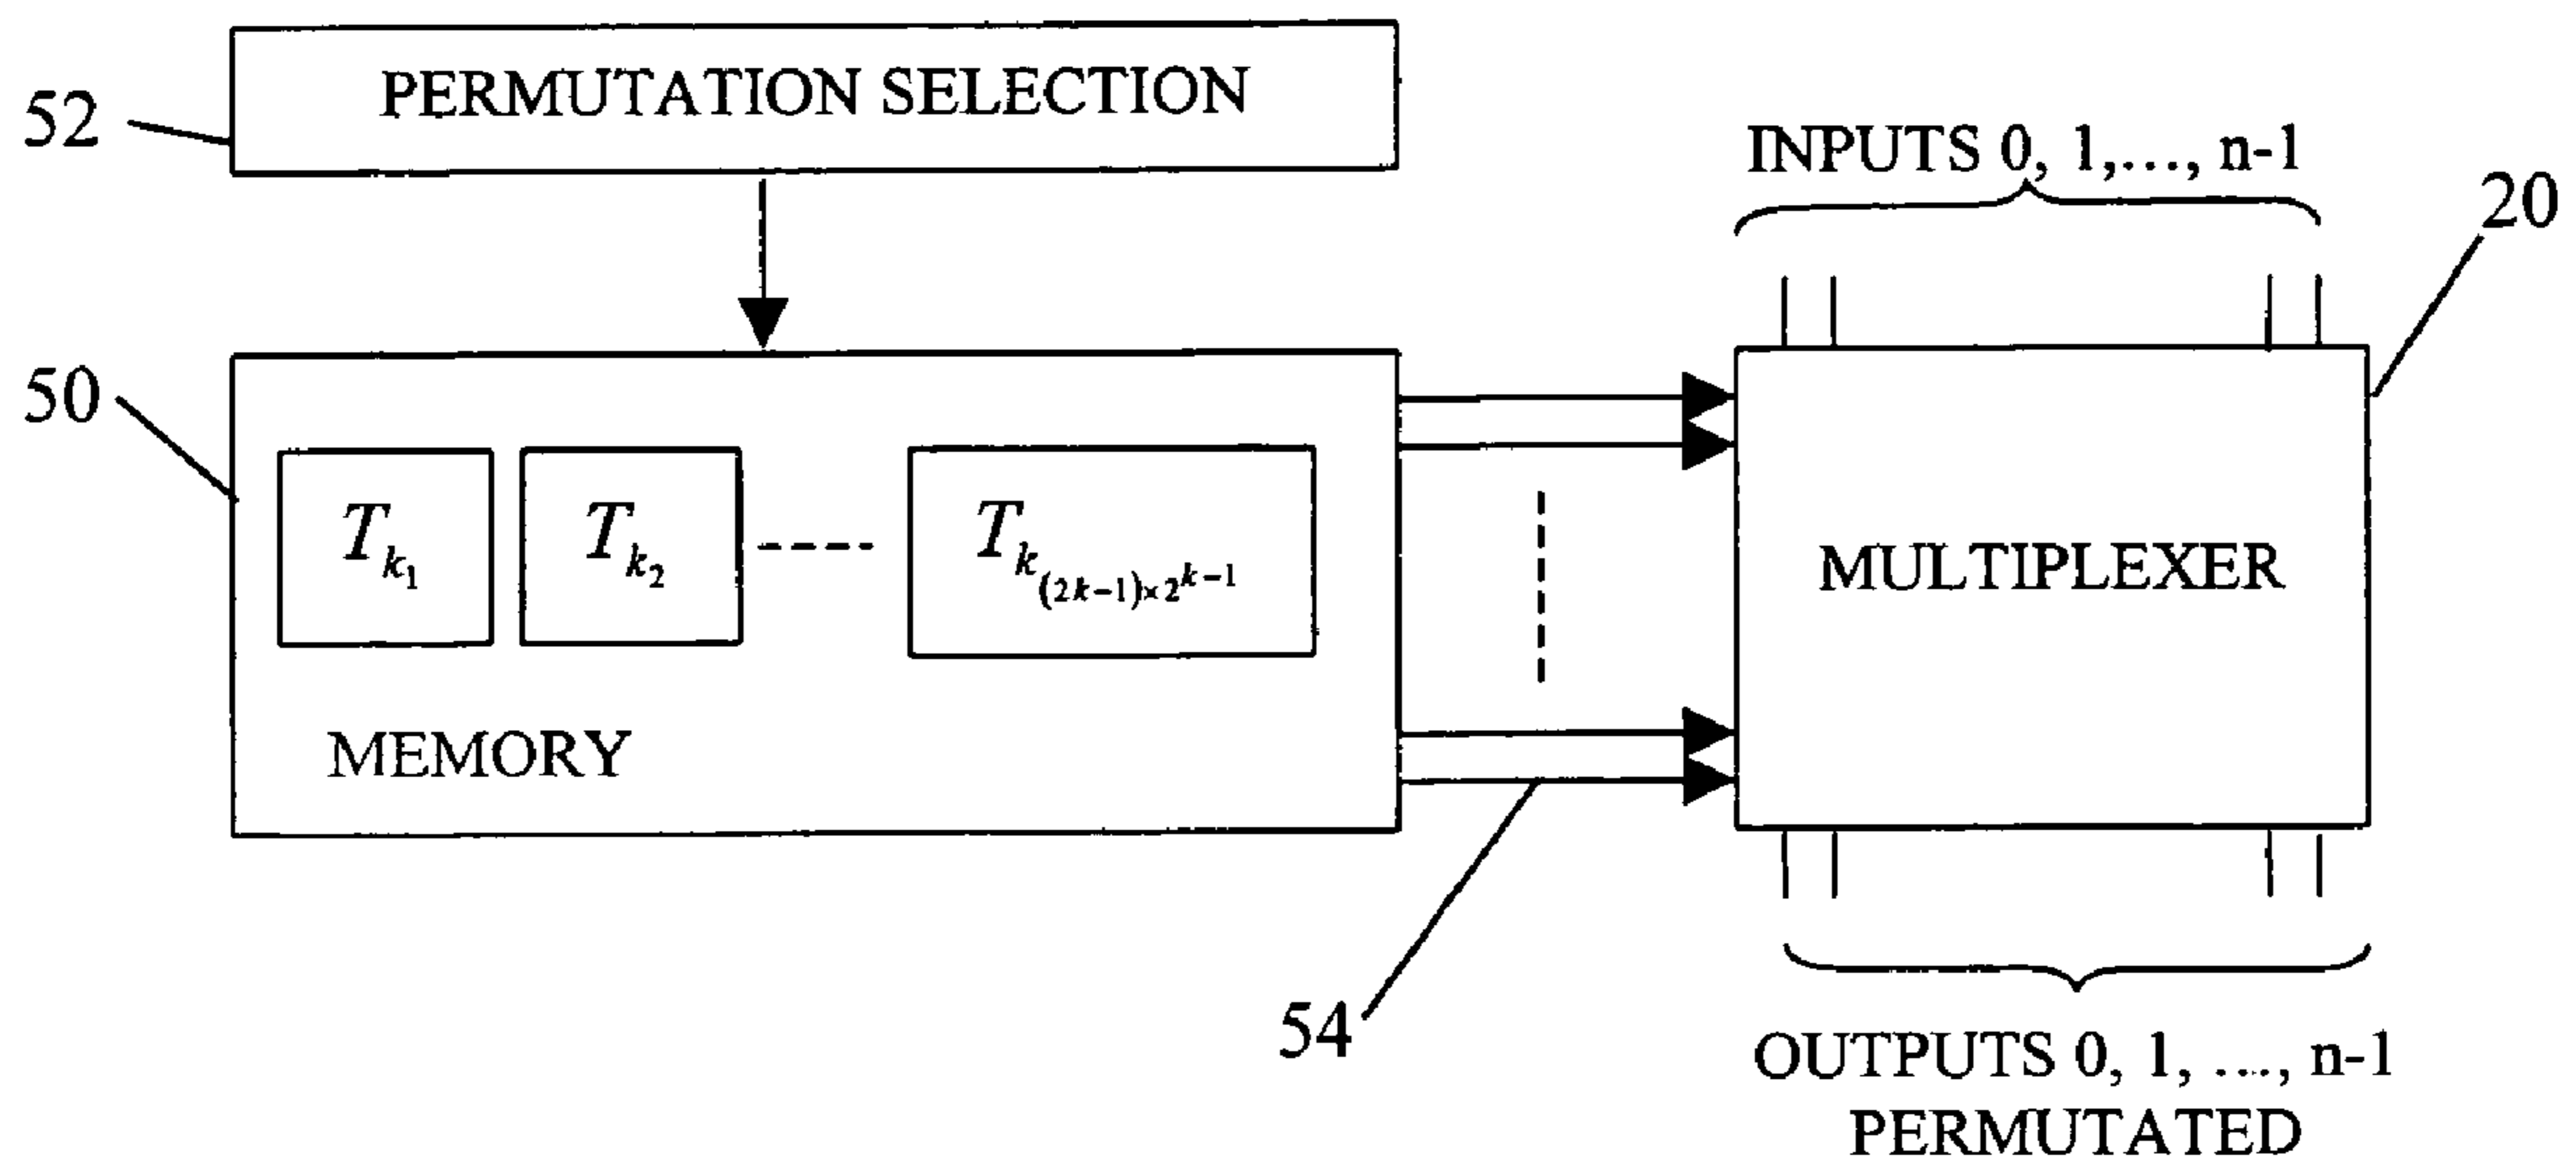 PERMUTATION SELECTION
52
INPUTS 0, 1,..., n-1
20
50
T_{k_1} T_{k_2} ---- T_{k_{(2k-1)×2^{k-1}}}
MULTIPLEXER
MEMORY
54
OUTPUTS 0, 1, ..., n-1
PERMUTATED